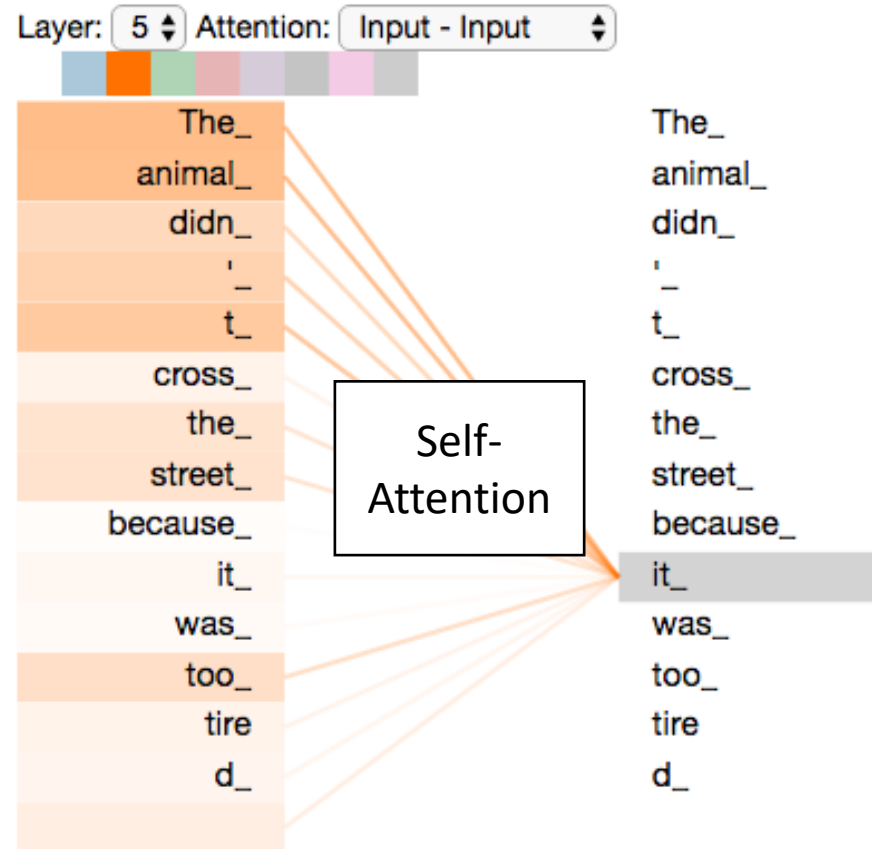 Layer: 5 Attention: Input - Input
The_ The_
animal_ animal_
didn_ didn_
'_ '_
t_ t_
cross_ cross_
the_ the_
street_ street_
because_ because_
it_ it_
was_ was_
too_ too_
tire tire
d_ d_
Self-
Attention